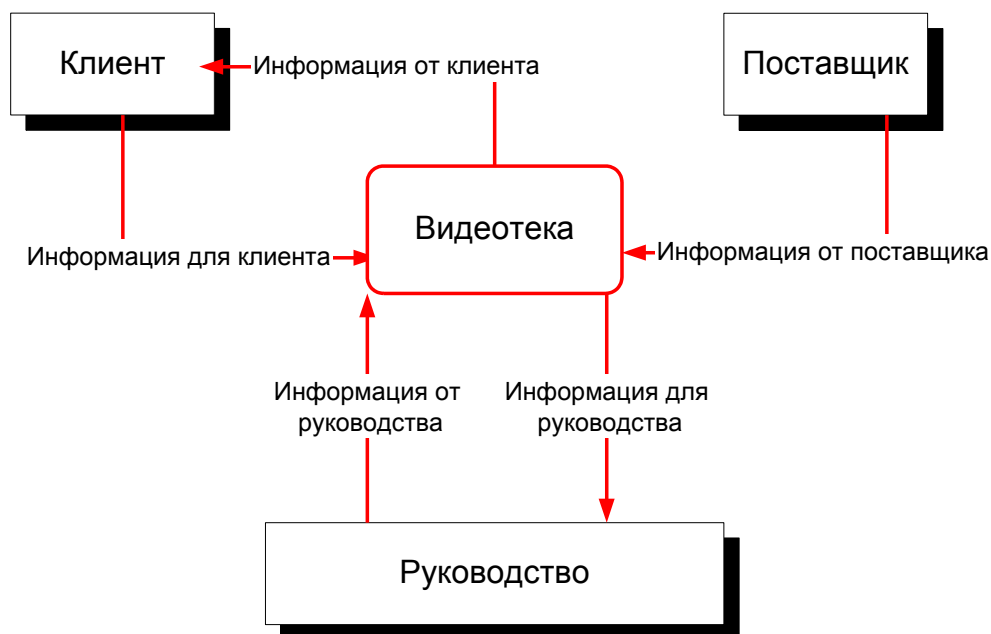 Клиент
Информация от клиента
Поставщик
Видеотека
Информация для клиента
Информация от поставщика
Информация от
руководства
Информация для
руководства
Руководство